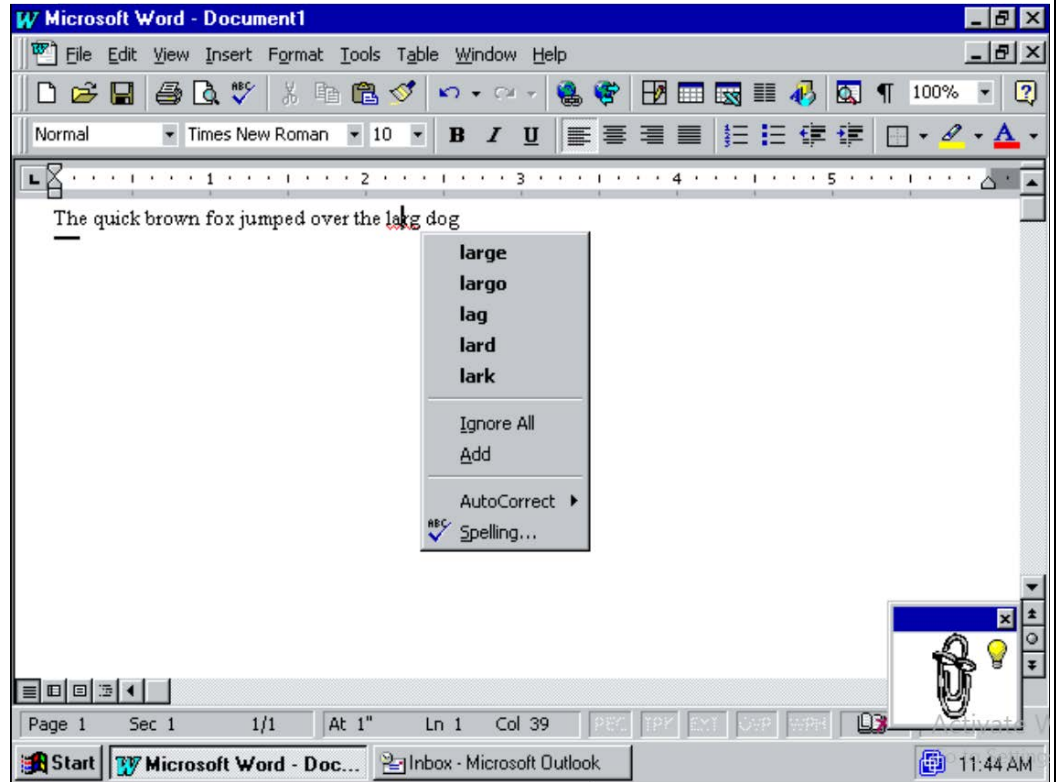 Microsoft Word - Document1
File Edit View Insert Format Tools Table Window Help
ABC 100%
Normal Times New Roman 10 B I U A
L 1 2 3 4 5
The quick brown fox jumped over the larg dog
large
largo
lag
lard
lark
Ignore All
Add
AutoCorrect
ABC Spelling...
Page 1 Sec 1 1/1 At 1" Ln 1 Col 39 REC TRK EXT OVR WPH
Start Microsoft Word - Doc... Inbox - Microsoft Outlook 11:44 AM